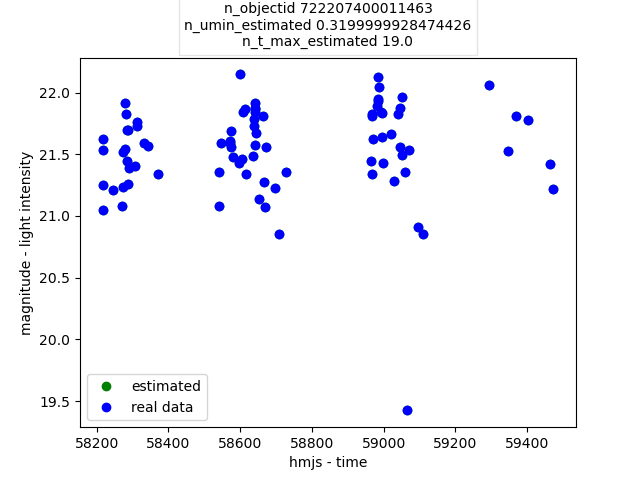 n_objectid 722207400011463
n_umin_estimated 0.3199999928474426
n_t_max_estimated 19.0
22.0
21.5
21.0
20.5
20.0
19.5
magnitude - light intensity
estimated
real data
58200 58400 58600 58800 59000 59200 59400
hmjs - time